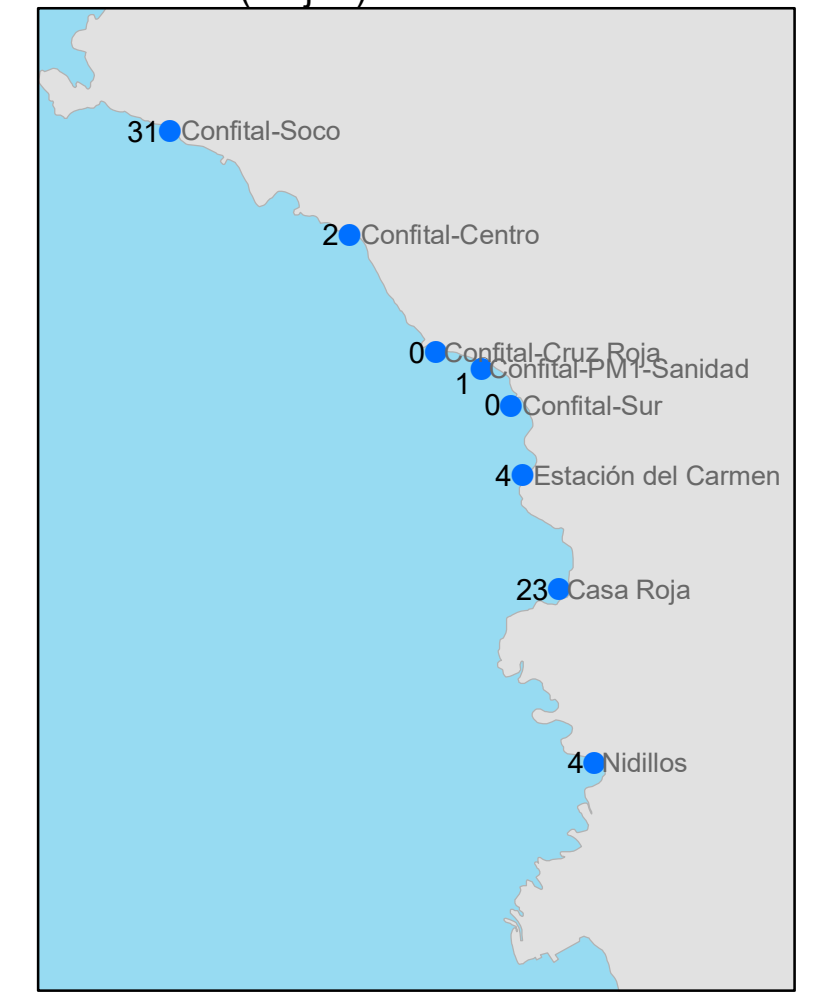 31 Confital-Soco
2 Confital-Centro
0 Confital-Cruz Roja
1 Confital-PM1-Sanidad
0 Confital-Sur
4 Estación del Carmen
23 Casa Roja
4 Nidillos